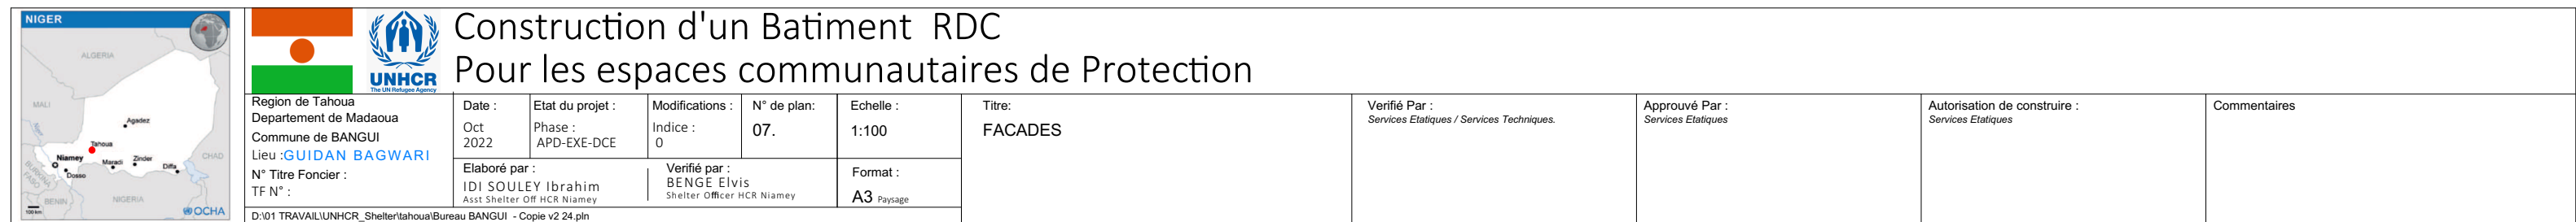 NIGER
ALGERIA
MALI
Agadez
Tahoua
Niamey
Maradi
Zinder
Diffa
CHAD
Dosso
BURKINA
FASO
BENIN
NIGERIA
100 km
OCHA
UNHCR
The UN Refugee Agency
Construction d'un Batiment RDC
Pour les espaces communautaires de Protection
Region de Tahoua
Departement de Madaoua
Commune de BANGUI
Lieu :GUIDAN BAGWARI
N° Titre Foncier :
TF N° :
Date :
Oct
2022
Etat du projet :
Phase :
APD-EXE-DCE
Modifications :
Indice :
0
N° de plan:
07.
Echelle :
1:100
Elaboré par :
IDI SOULEY Ibrahim
Asst Shelter Off HCR Niamey
Verifié par :
BENGE Elvis
Shelter Officer HCR Niamey
Format :
A3 Paysage
D:\01 TRAVAIL\UNHCR_Shelter\tahoua\Bureau BANGUI - Copie v2 24.pln
Titre:
FACADES
Verifié Par :
Services Etatiques / Services Techniques.
Approuvé Par :
Services Etatiques
Autorisation de construire :
Services Etatiques
Commentaires